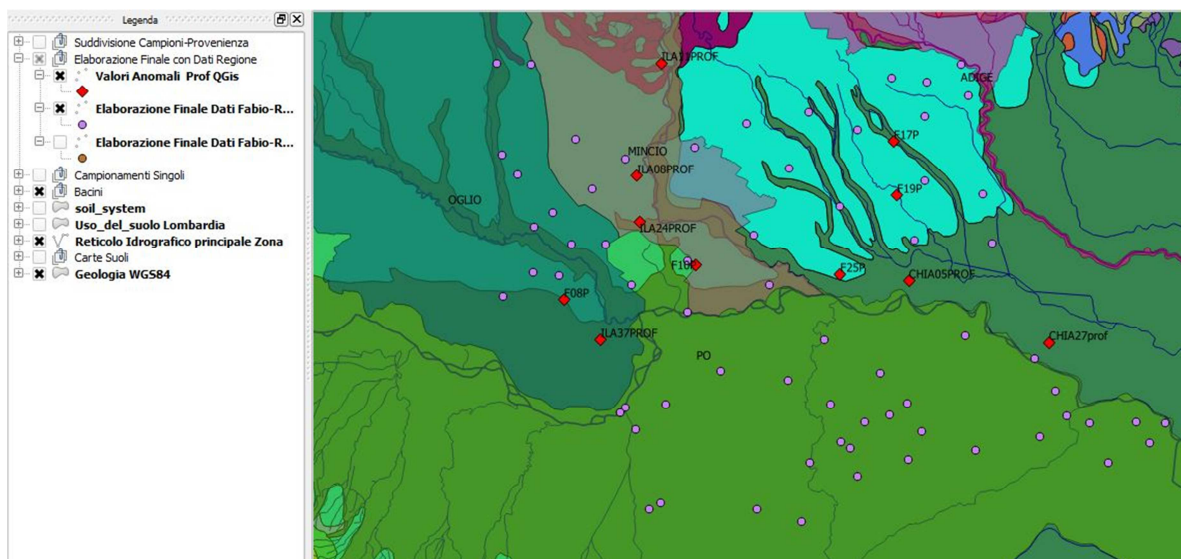 Legenda
Suddivisione Campioni-Provenienza
Elaborazione Finale con Dati Regione
Valori Anomali Prof QGis
Elaborazione Finale Dati Fabio-R...
Elaborazione Finale Dati Fabio-R...
Campionamenti Singoli
Bacini
soil_system
Uso_del_suolo Lombardia
Reticolo Idrografico principale Zona
Carte Suoli
Geologia WGS84
ILA11PROF
ADIGE
F17P
MINCIO
ILA08PROF
F19P
OGLIO
ILA24PROF
F18P
F25P
CHIA05PROF
F08P
ILA37PROF
CHIA27prof
PO